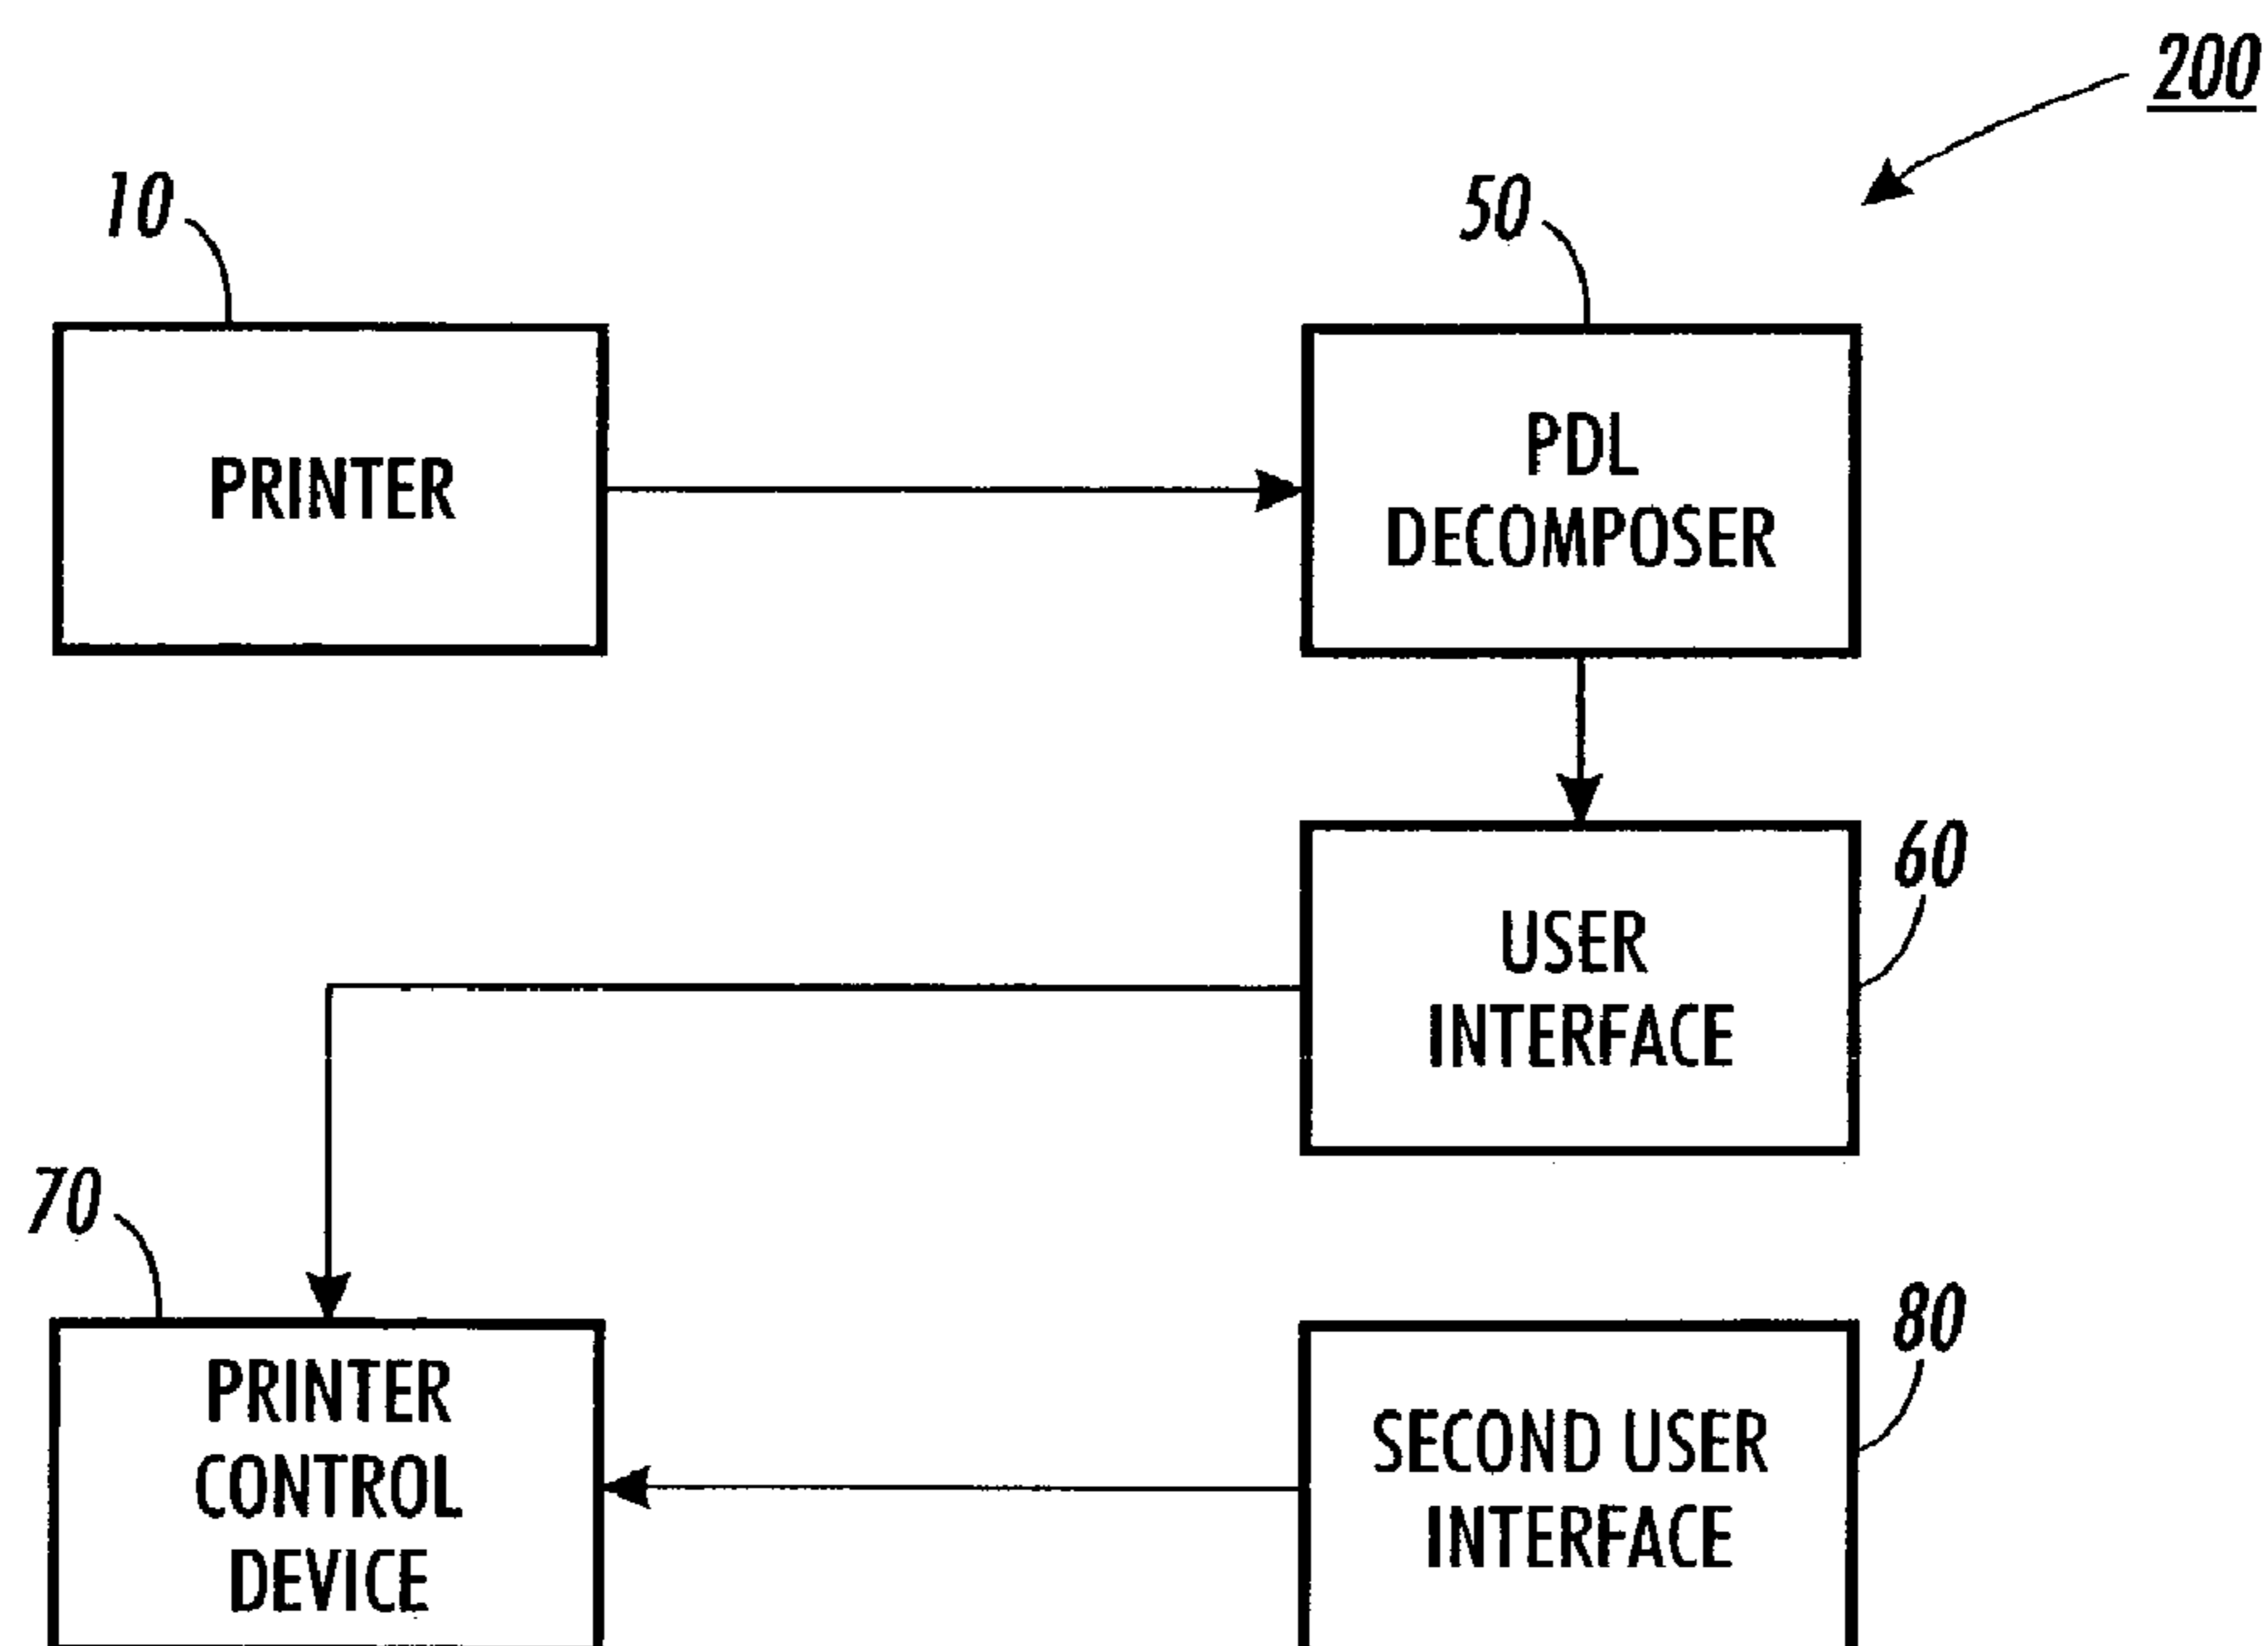 200
10
50
PRINTER
PDL
DECOMPOSER
60
USER
INTERFACE
70
80
PRINTER
CONTROL
DEVICE
SECOND USER
INTERFACE